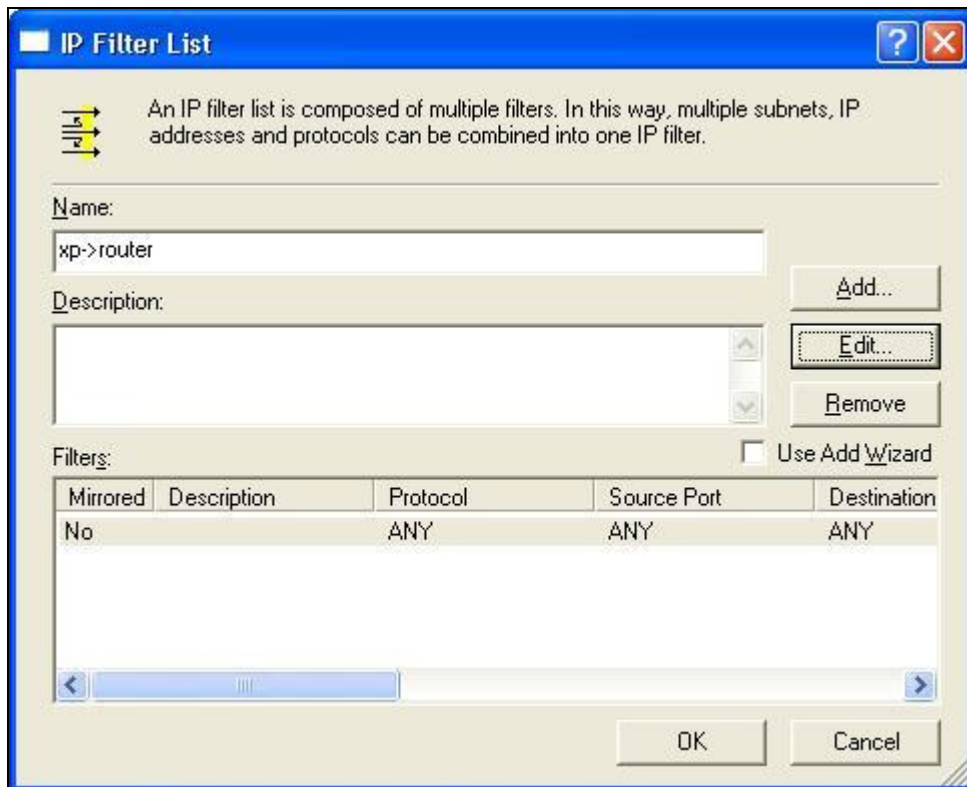 IP Filter List
An IP filter list is composed of multiple filters. In this way, multiple subnets, IP
addresses and protocols can be combined into one IP filter.
Name:
xp->router
Add...
Description:
Edit...
Remove
Use Add Wizard
Filters:
Mirrored Description Protocol Source Port Destination
No ANY ANY ANY
OK Cancel